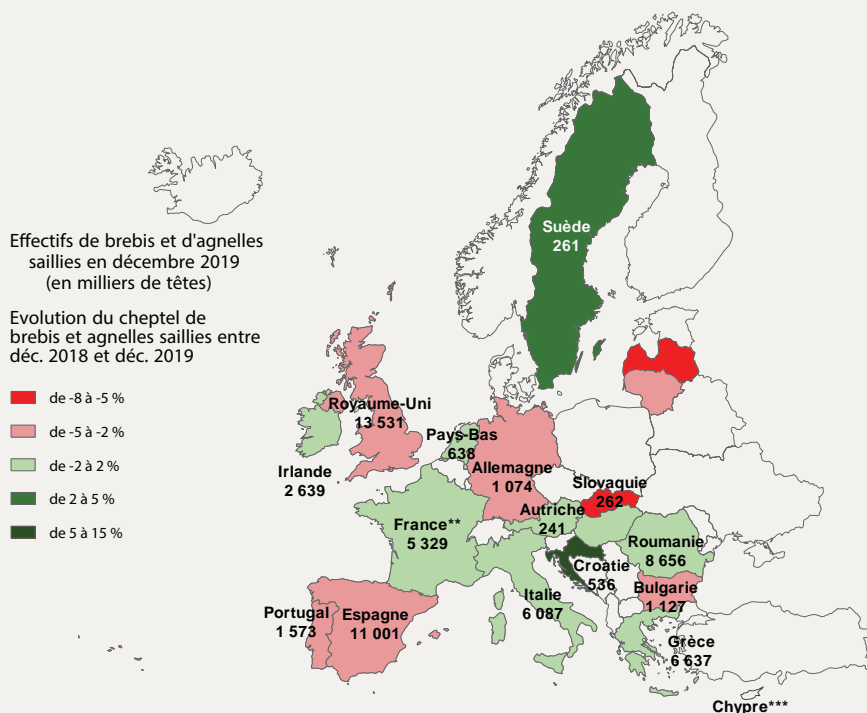 Effectifs de brebis et d'agnelles
saillies en décembre 2019
(en milliers de têtes)
Evolution du cheptel de
brebis et agnelles saillies entre
déc. 2018 et déc. 2019
de -8 à -5 %
de -5 à -2 %
de -2 à 2 %
de 2 à 5 %
de 5 à 15 %
Suède
261
Royaume-Uni
13 531
Irlande
2 639
Pays-Bas
638
Allemagne
1 074
Slovaquie
262
Autriche
241
France**
5 329
Roumanie
8 656
Croatie
536
Bulgarie
1 127
Italie
6 087
Portugal
1 573
Espagne
11 001
Grèce
6 637
Chypre***